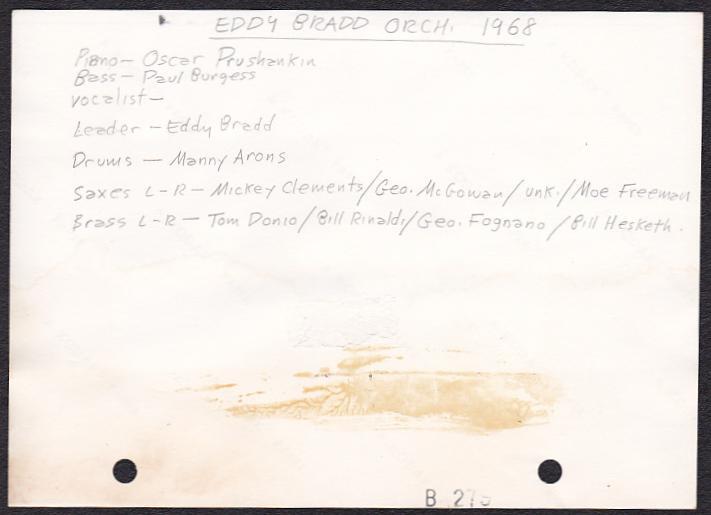 EDDY BRADD ORCH. 1968
Piano — Oscar Prushankin
Bass — Paul Burgess
Vocalist —
Leader — Eddy Bradd
Drums — Manny Arons
Saxes L-R — Mickey Clements/Geo. McGowan/unk./Moe Freeman
Brass L-R — Tom Donio/Bill Rinaldi/Geo. Fognano/Bill Hesketh.
B